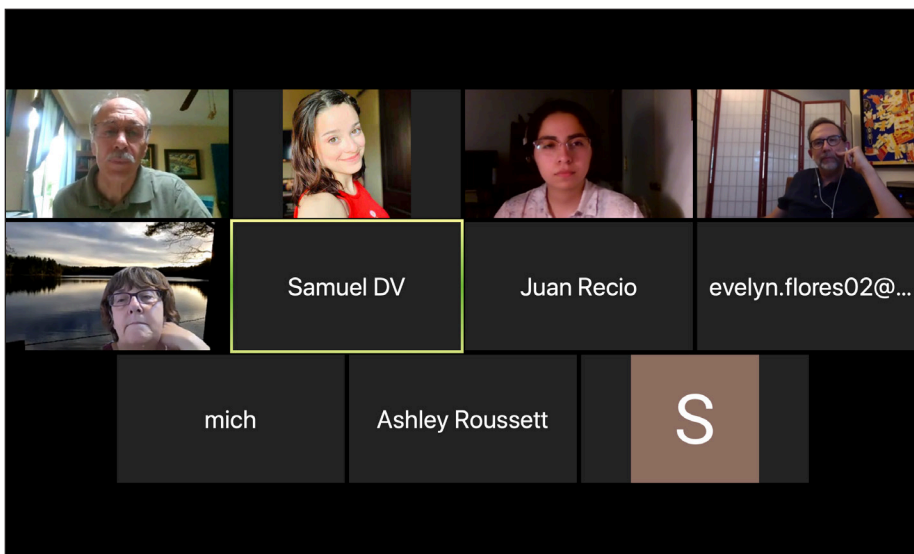 Samuel DV
Juan Recio
evelyn.flores02@...
mich
Ashley Roussett
S